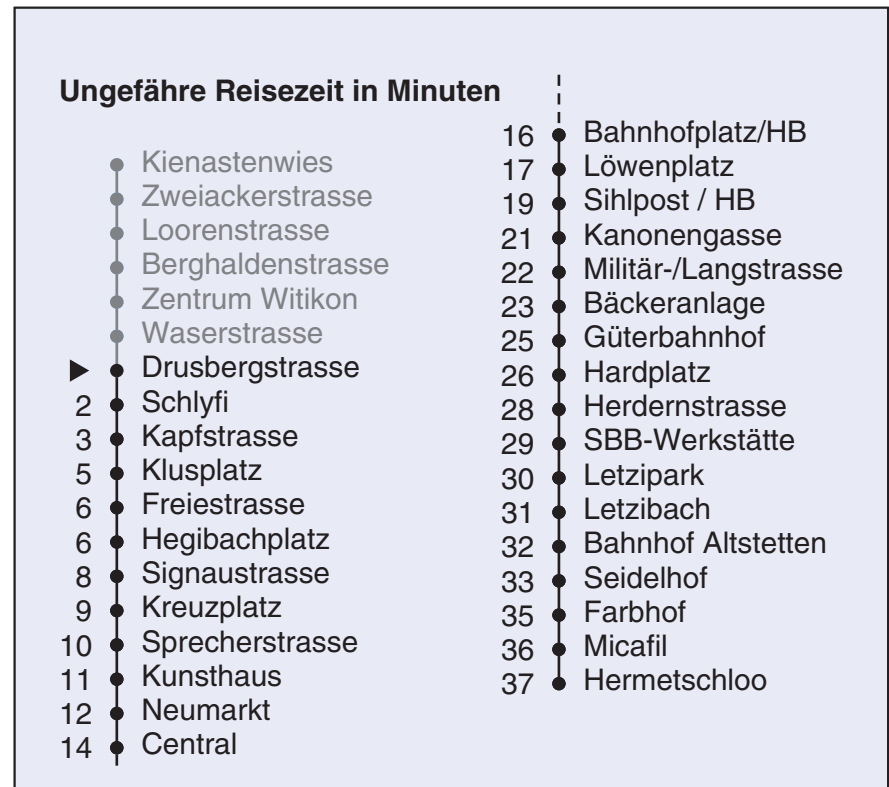 Ungefähre Reisezeit in Minuten
Kienastenwies
Zweiackerstrasse
Loorenstrasse
Berghaldenstrasse
Zentrum Witikon
Waserstrasse
Drusbergstrasse
2 Schlyfi
3 Kapfstrasse
5 Klusplatz
6 Freiestrasse
6 Hegibachplatz
8 Signaustrasse
9 Kreuzplatz
10 Sprecherstrasse
11 Kunsthaus
12 Neumarkt
14 Central
16 Bahnhofplatz/HB
17 Löwenplatz
19 Sihlpost / HB
21 Kanonengasse
22 Militär-/Langstrasse
23 Bäckeranlage
25 Güterbahnhof
26 Hardplatz
28 Herdernstrasse
29 SBB-Werkstätte
30 Letzipark
31 Letzibach
32 Bahnhof Altstetten
33 Seidelhof
35 Farbhof
36 Micafil
37 Hermetschloo